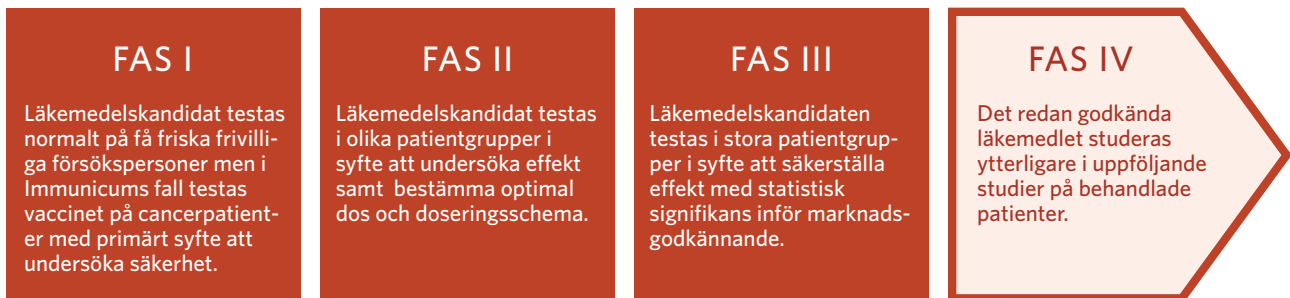 FAS I
Läkemedelskandidat testas
normalt på få friska frivilli-
ga försökspersoner men i
Immunicums fall testas
vaccinet på cancerpatient-
er med primärt syfte att
undersöka säkerhet.
FAS II
Läkemedelskandidat testas
i olika patientgrupper i
syfte att undersöka effekt
samt bestämma optimal
dos och doseringsschema.
FAS III
Läkemedelskandidaten
testas i stora patientgrup-
per i syfte att säkerställa
effekt med statistisk
signifikans inför marknads-
godkännande.
FAS IV
Det redan godkända
läkemedlet studeras
ytterligare i uppföljande
studier på behandlade
patienter.